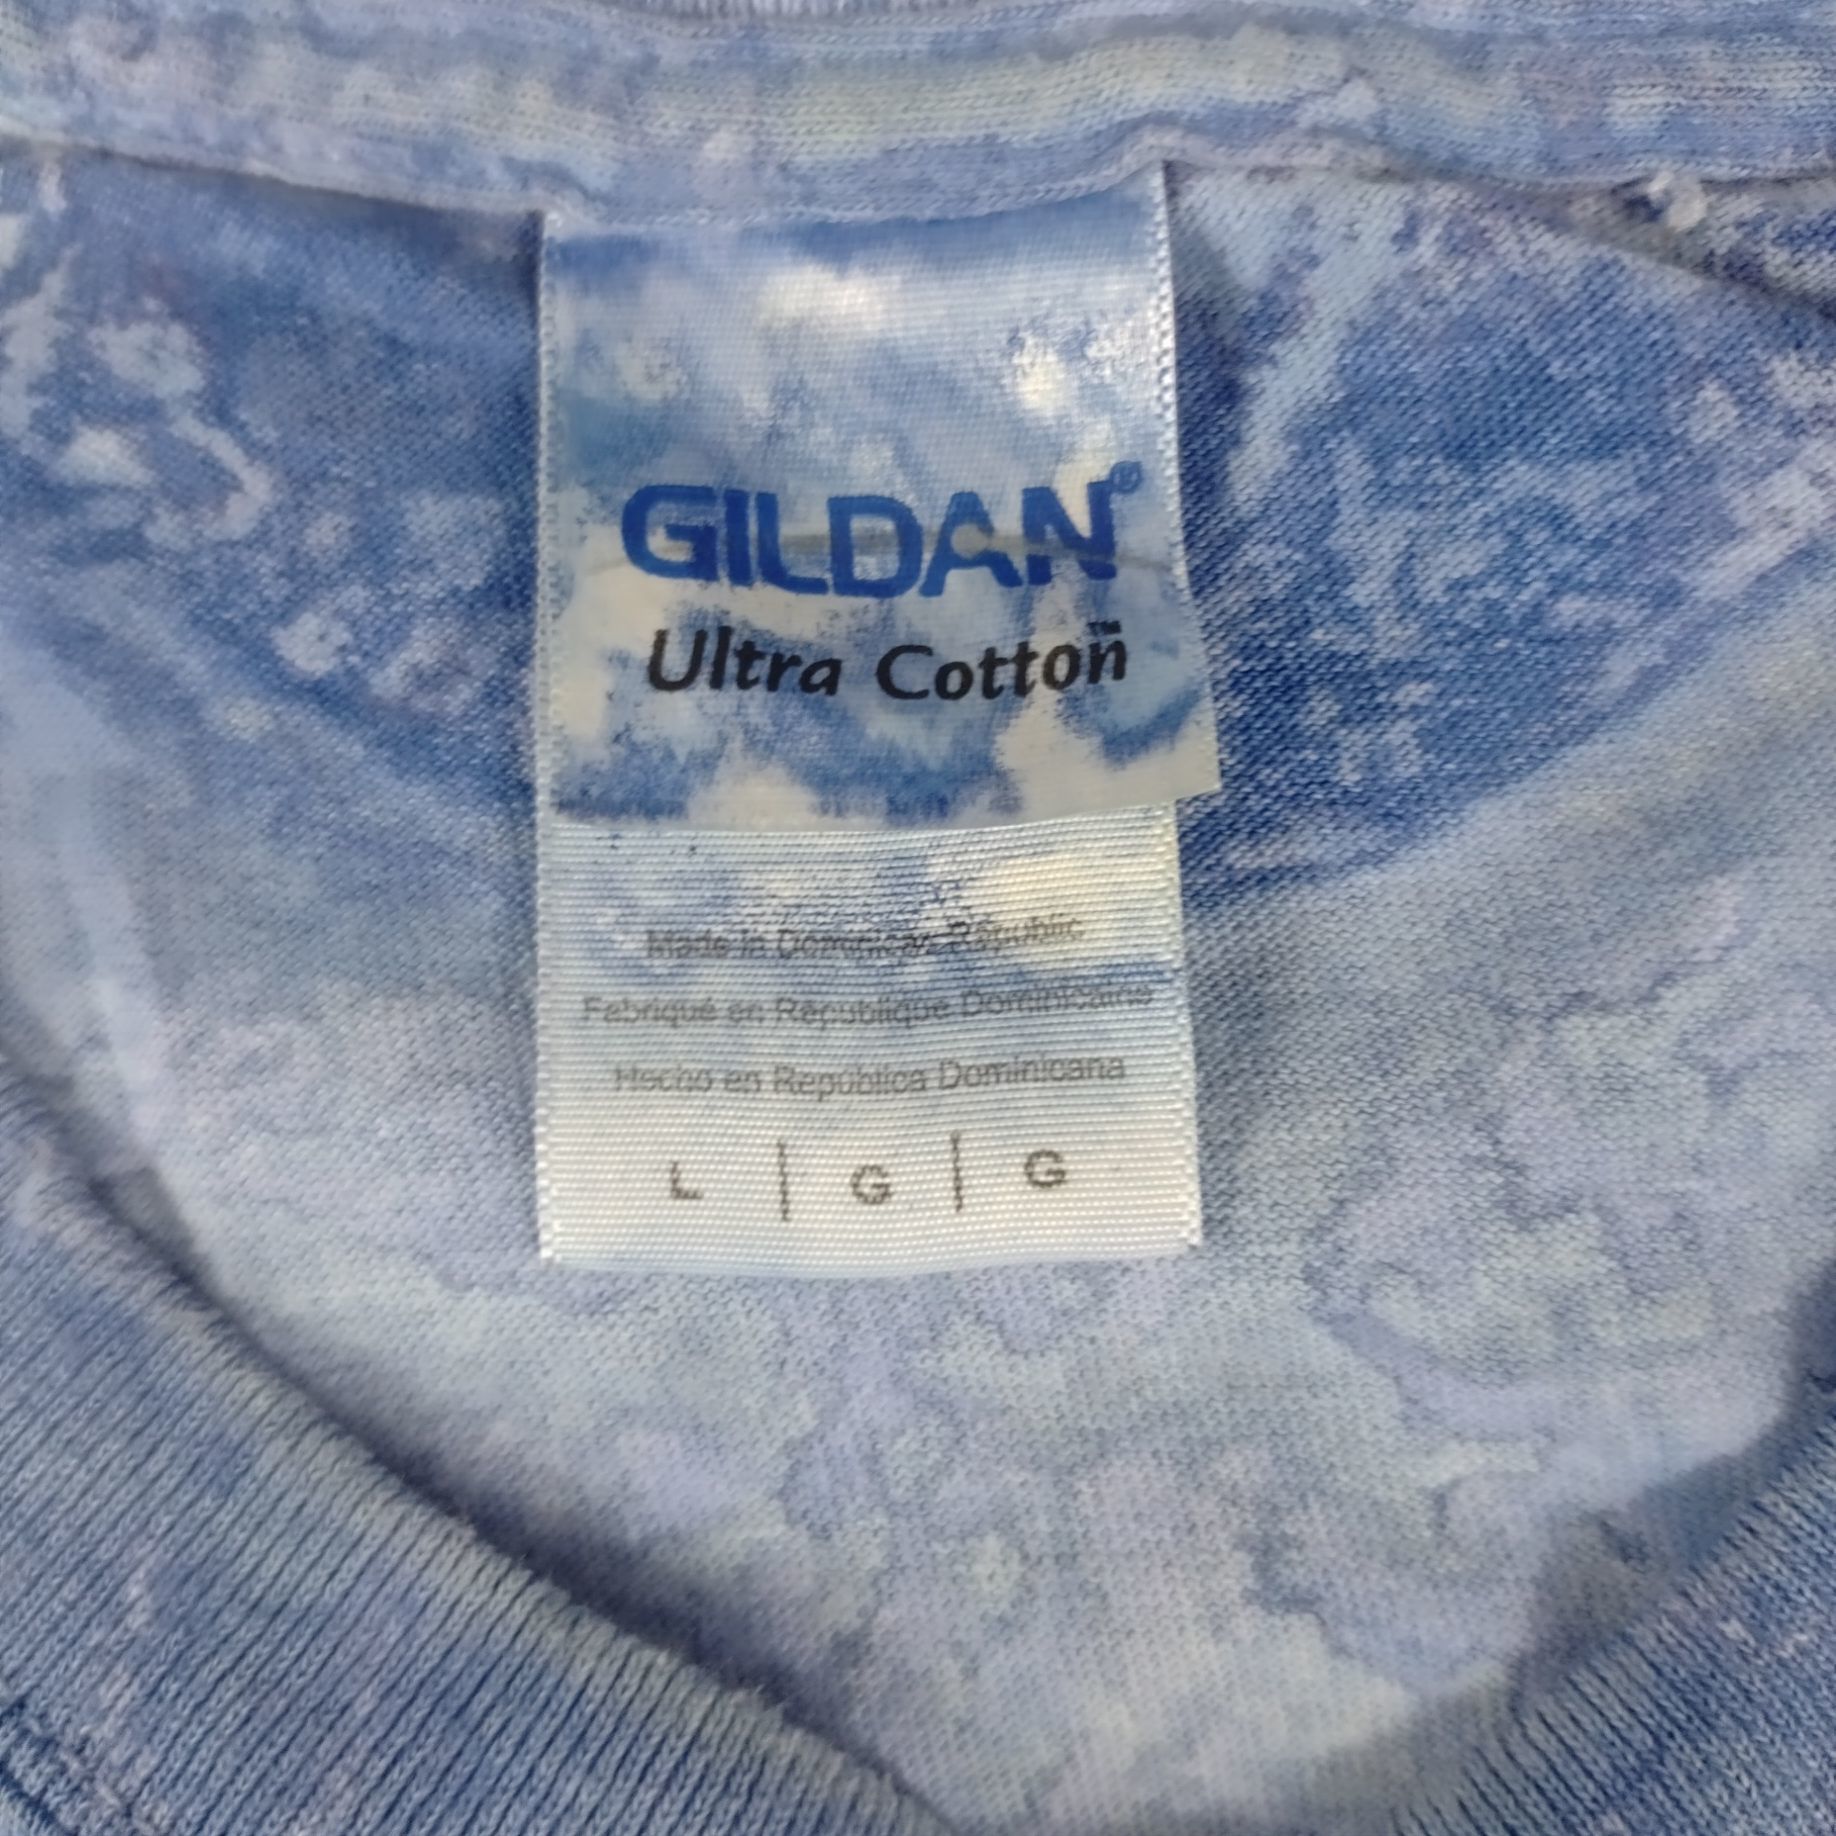 GILDAN®
Ultra Cotton™
Made in Dominican Republic
Fabriqué en République Dominicaine
Hecho en República Dominicana
L | G | G